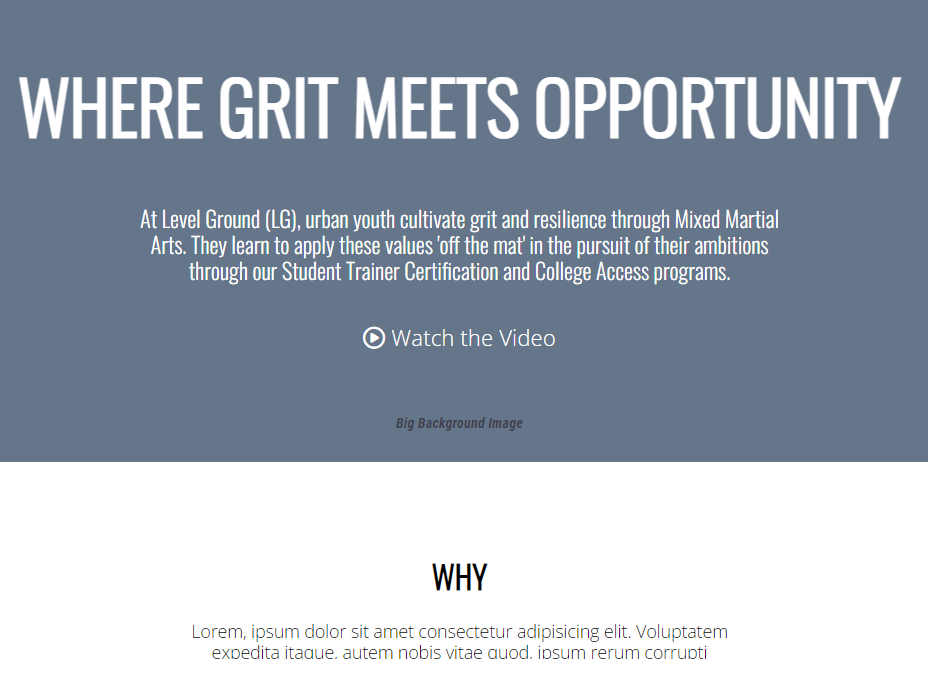 WHERE GRIT MEETS OPPORTUNITY
At Level Ground (LG), urban youth cultivate grit and resilience through Mixed Martial
Arts. They learn to apply these values 'off the mat' in the pursuit of their ambitions
through our Student Trainer Certification and College Access programs.
Watch the Video
Big Background Image
WHY
Lorem, ipsum dolor sit amet consectetur adipisicing elit. Voluptatem
expedita itaque, autem nobis vitae quod, ipsum rerum corrupti